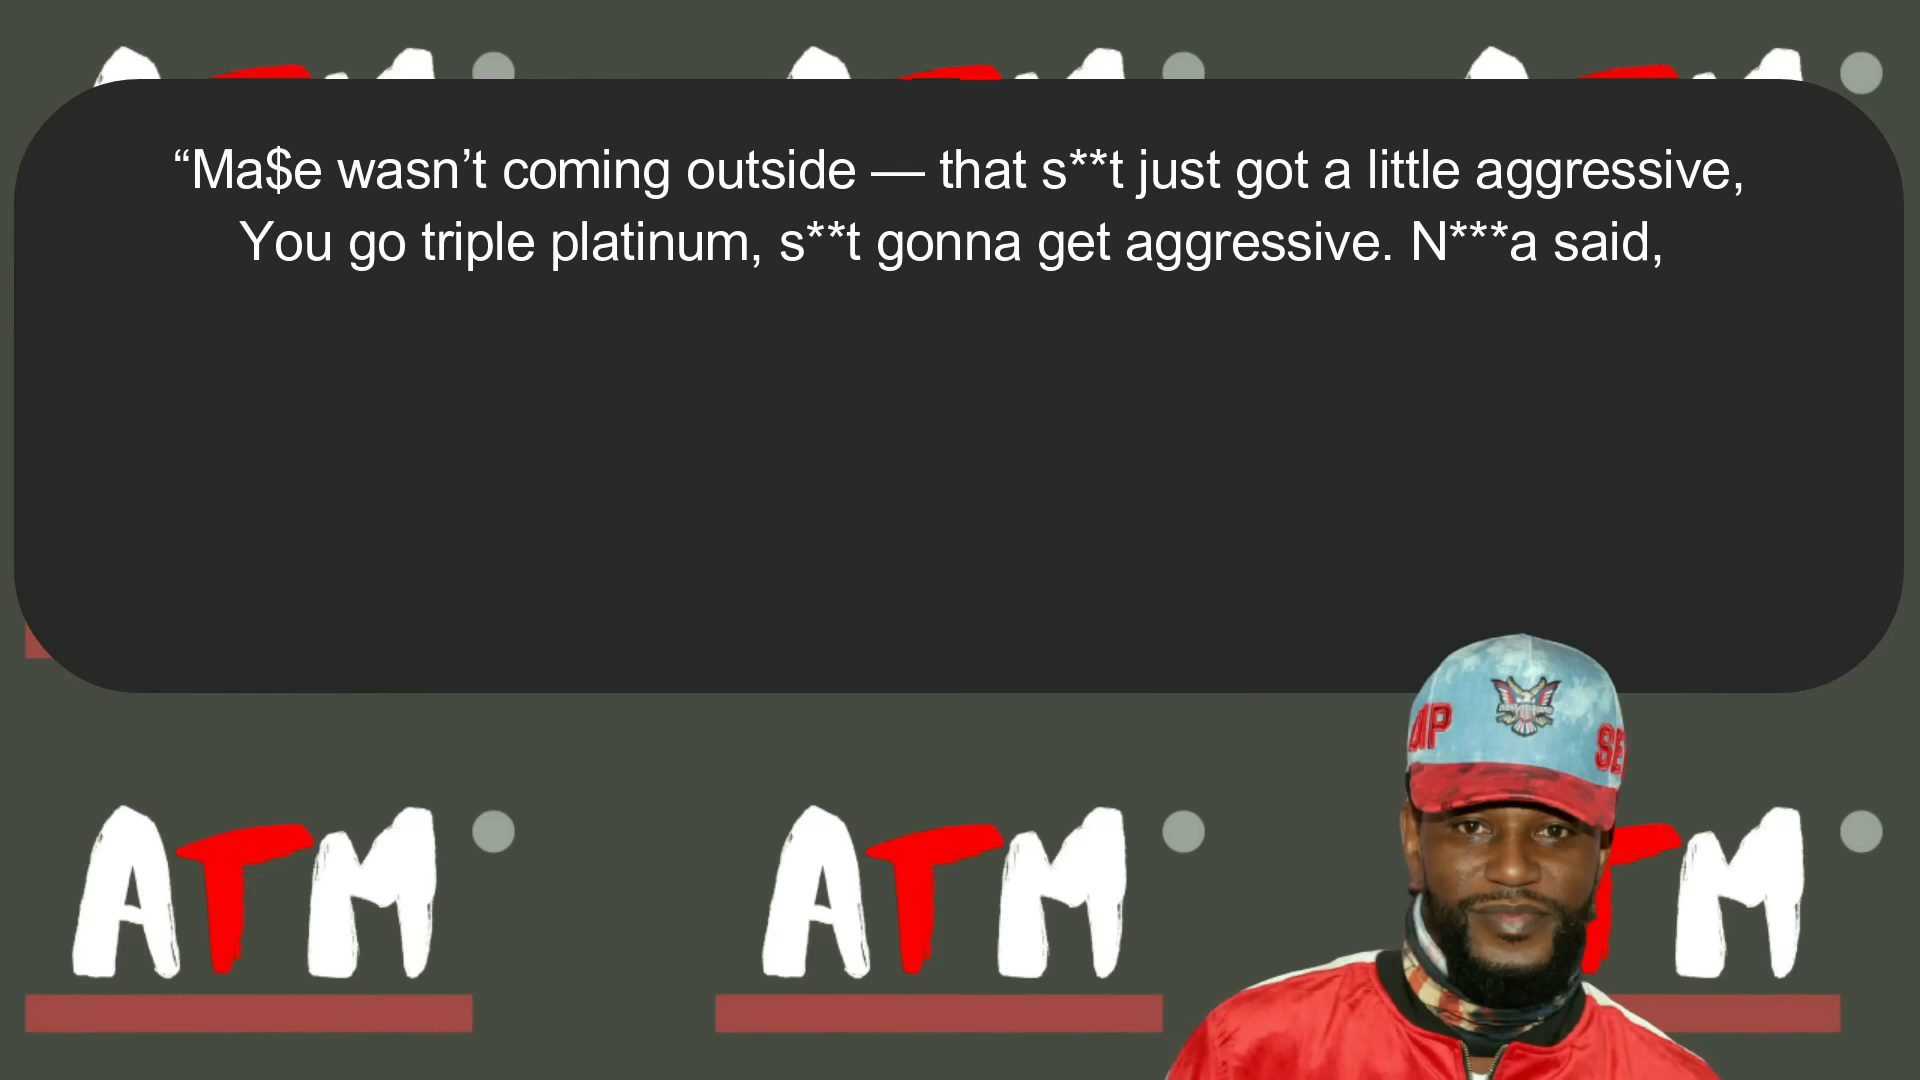 “Ma$e wasn’t coming outside — that s**t just got a little aggressive,
You go triple platinum, s**t gonna get aggressive. N***a said,
ATM
ATM
TM